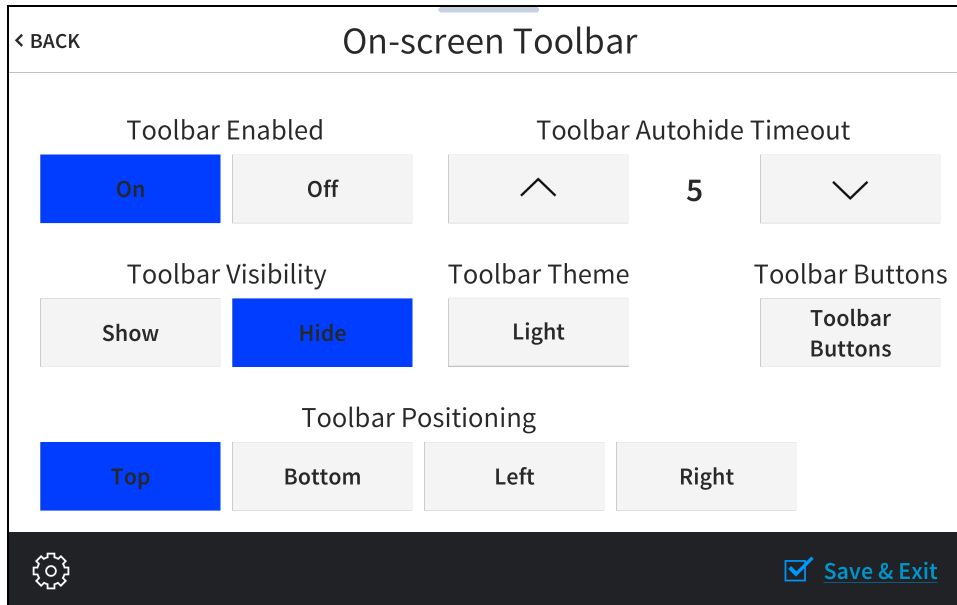 < BACK
On-screen Toolbar
Toolbar Enabled
On
Off
Toolbar Autohide Timeout
5
Toolbar Visibility
Show
Hide
Toolbar Theme
Light
Toolbar Buttons
Toolbar
Buttons
Toolbar Positioning
Top
Bottom
Left
Right
Save & Exit